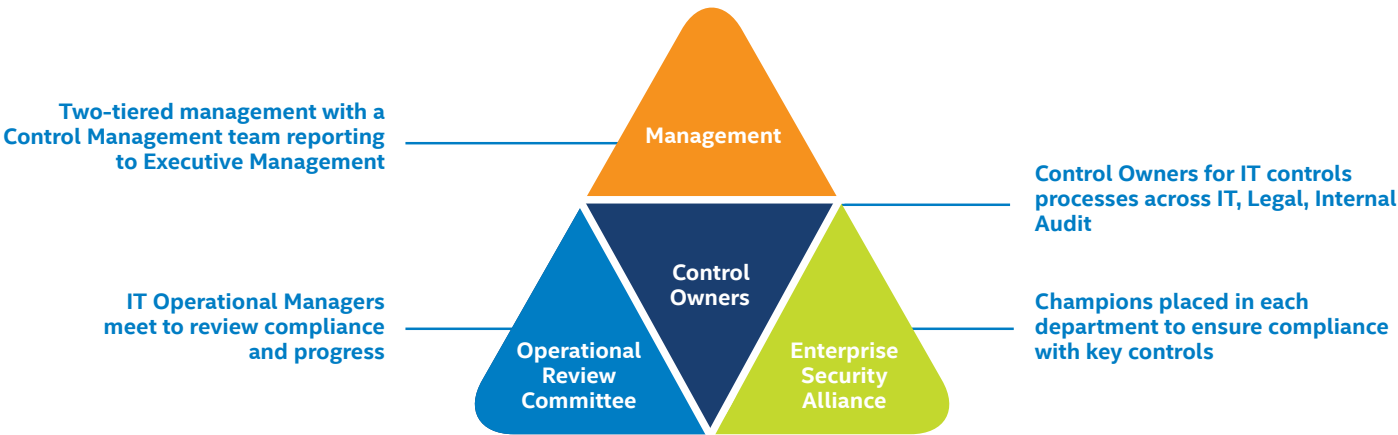 Two-tiered management with a
Control Management team reporting
to Executive Management
Management
Control Owners for IT controls
processes across IT, Legal, Internal
Audit
Control
Owners
IT Operational Managers
meet to review compliance
and progress
Champions placed in each
department to ensure compliance
with key controls
Operational
Review
Committee
Enterprise
Security
Alliance